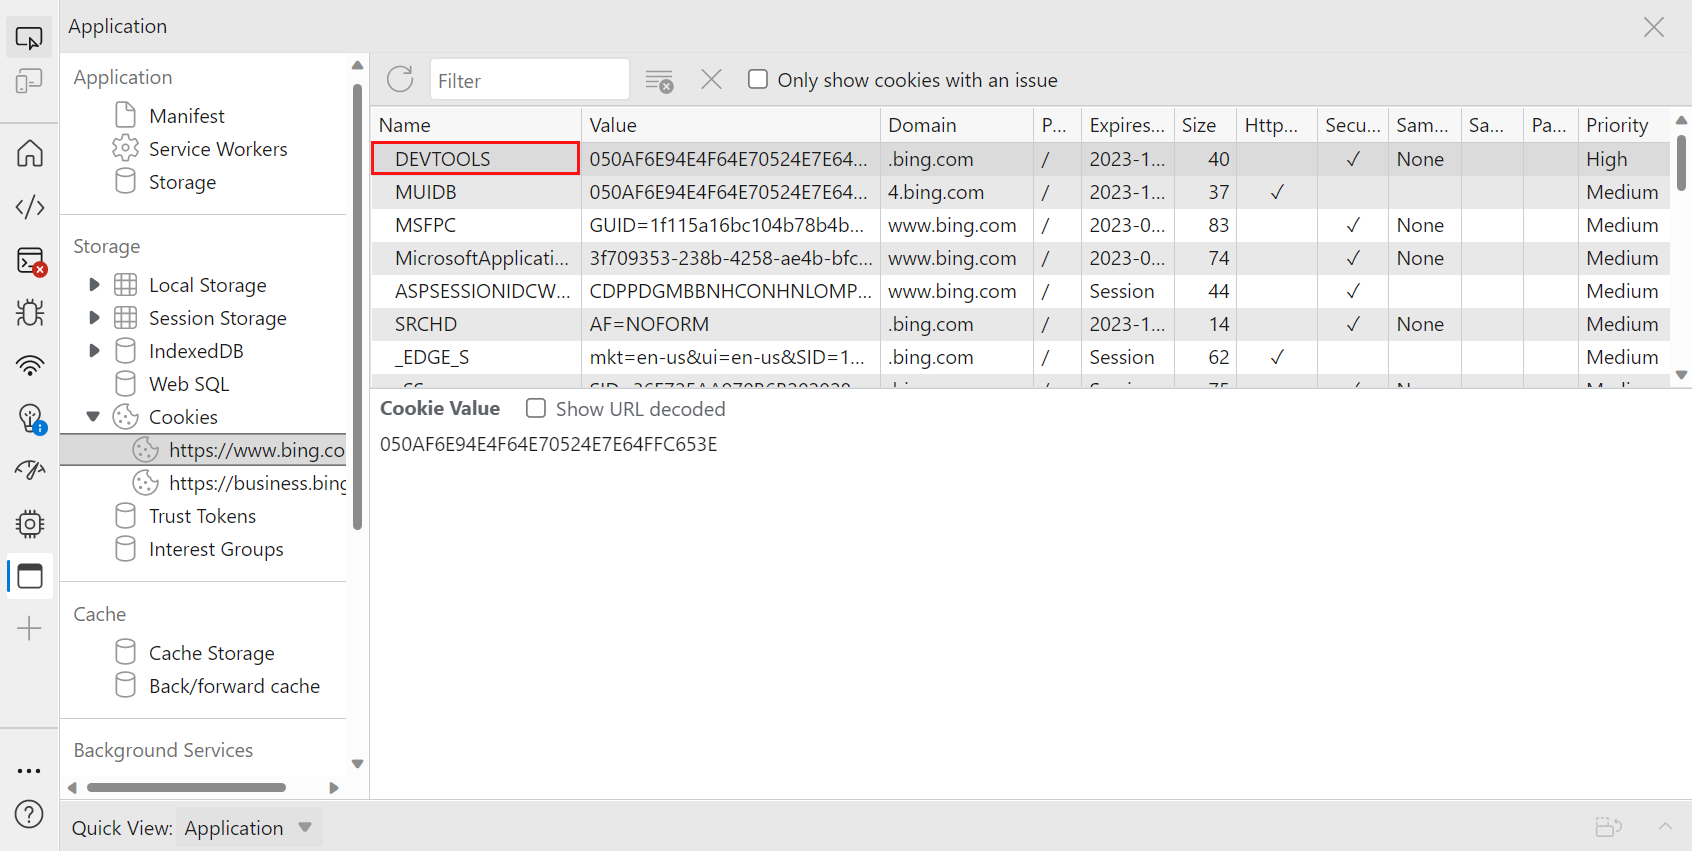 Application
Application
Manifest
Service Workers
Storage
Storage
Local Storage
Session Storage
IndexedDB
Web SQL
Cookies
https://www.bing.co
https://business.bing
Trust Tokens
Interest Groups
Cache
Cache Storage
Back/forward cache
Background Services
Filter
Only show cookies with an issue
Name Value Domain P... Expires... Size Http... Secu... Sam... Sa... Pa... Priority
DEVTOOLS 050AF6E94E4F64E70524E7E64... .bing.com / 2023-1... 40 ✓ None High
MUIDB 050AF6E94E4F64E70524E7E64... 4.bing.com / 2023-1... 37 ✓ Medium
MSFPC GUID=1f115a16bc104b78b4b... www.bing.com / 2023-0... 83 ✓ None Medium
MicrosoftApplicati... 3f709353-238b-4258-ae4b-bfc... www.bing.com / 2023-0... 74 ✓ None Medium
ASPSESSIONIDCW... CDPPDGMBBNHCONHNLOMP... www.bing.com / Session 44 ✓ Medium
SRCHD AF=NOFORM .bing.com / 2023-1... 14 ✓ None Medium
_EDGE_S mkt=en-us&ui=en-us&SID=1... .bing.com / Session 62 ✓ Medium
Cookie Value Show URL decoded
050AF6E94E4F64E70524E7E64FFC653E
Quick View: Application